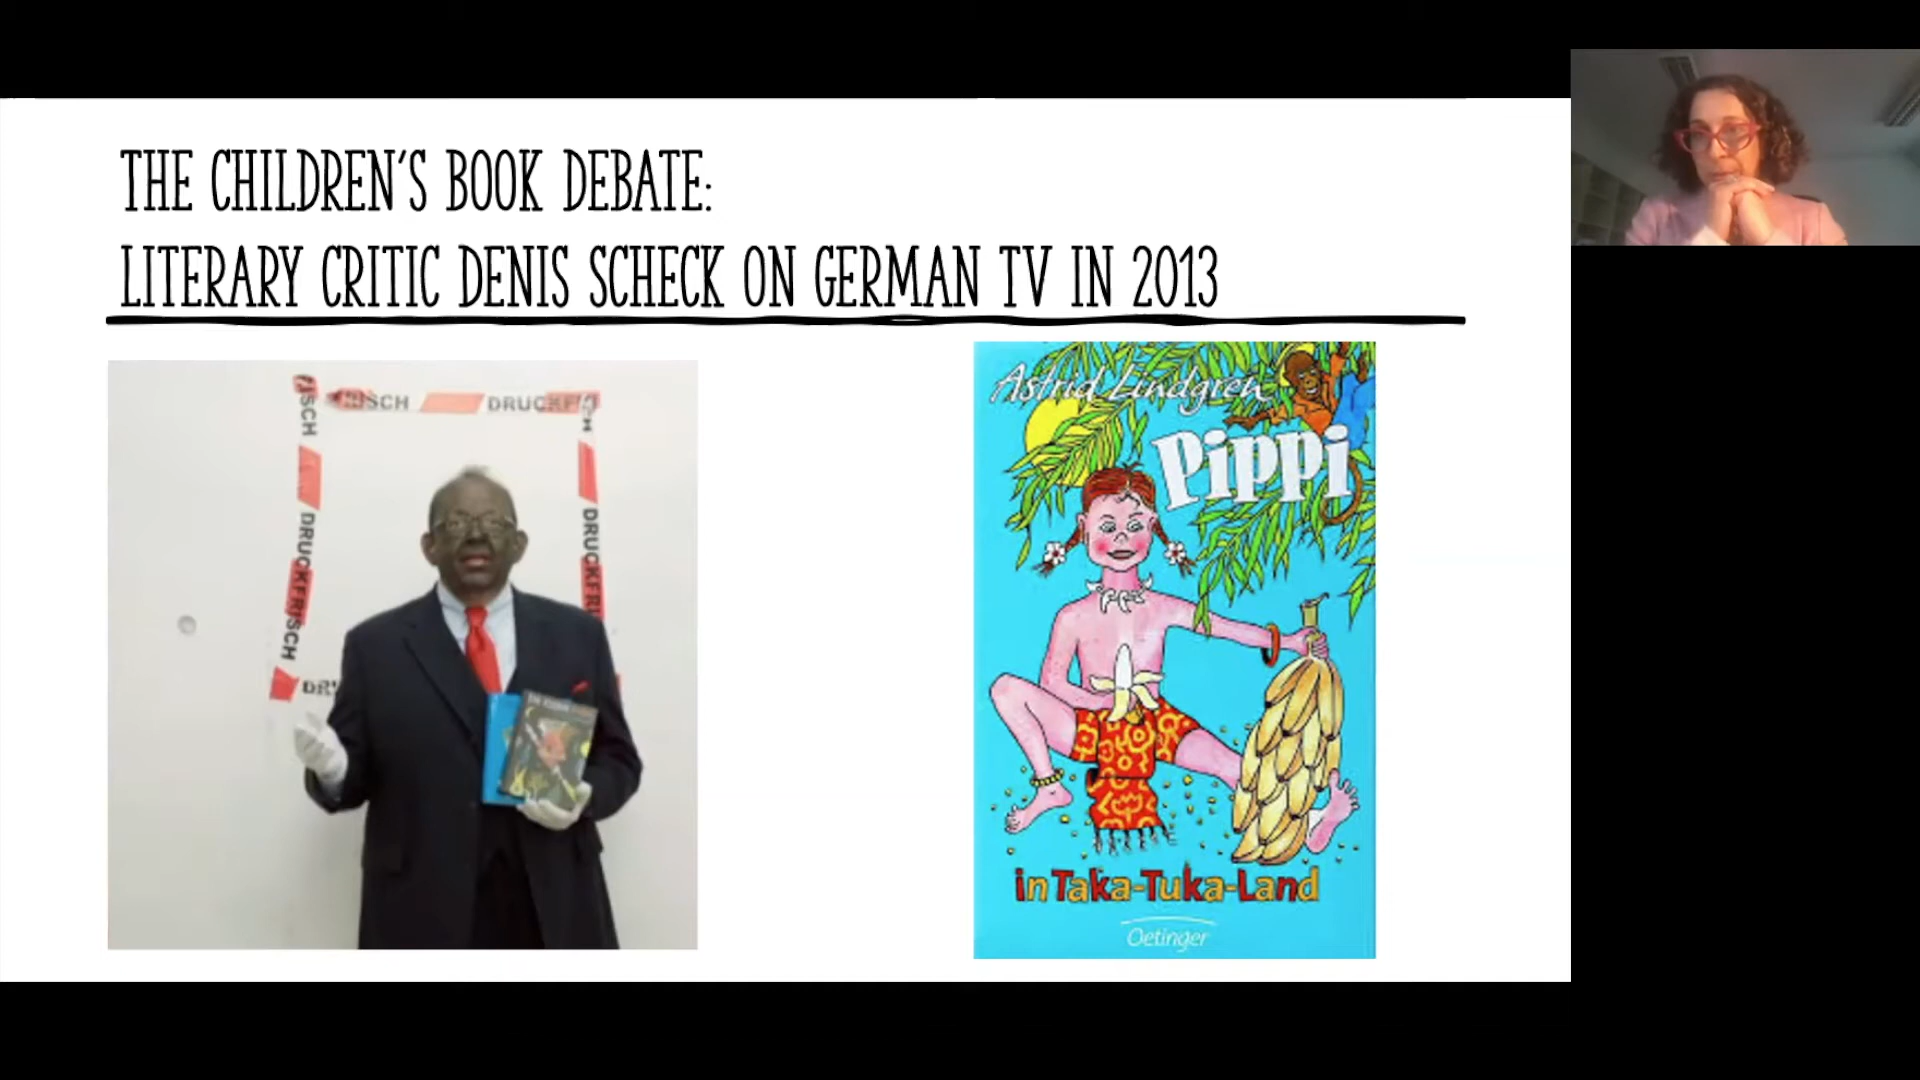 THE CHILDREN'S BOOK DEBATE:
LITERARY CRITIC DENIS SCHECK ON GERMAN TV IN 2013
DRUCKFRISCH
DRUCKFRISCH
Astrid Lindgren
Pippi
in Taka-Tuka-Land
Oetinger